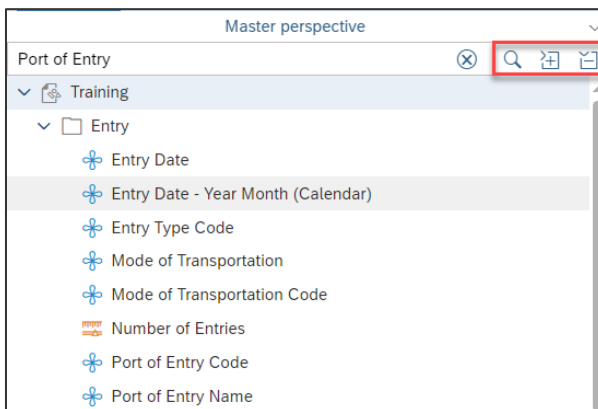 Master perspective
Port of Entry
Training
Entry
Entry Date
Entry Date - Year Month (Calendar)
Entry Type Code
Mode of Transportation
Mode of Transportation Code
Number of Entries
Port of Entry Code
Port of Entry Name